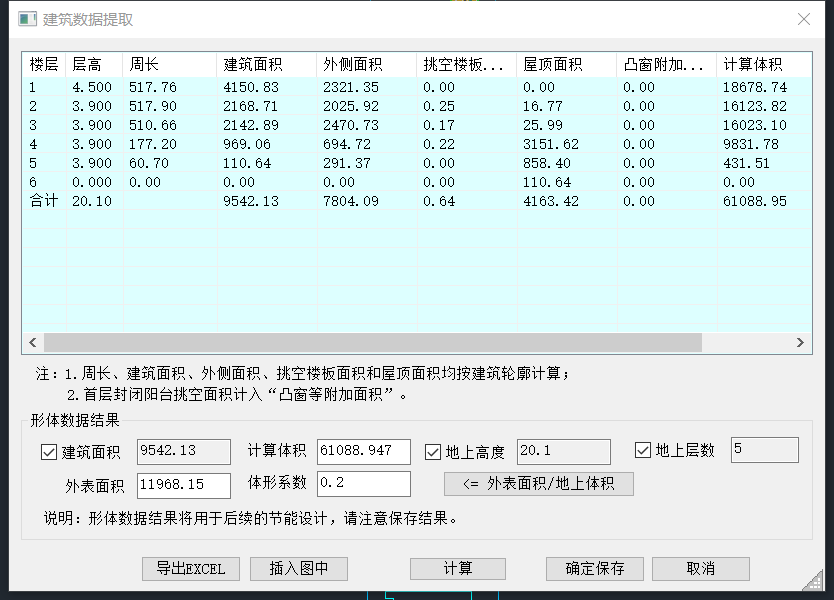 建筑数据提取
楼层 层高 周长 建筑面积 外侧面积 挑空楼板... 屋顶面积 凸窗附加... 计算体积
1 4.500 517.76 4150.83 2321.35 0.00 0.00 0.00 18678.74
2 3.900 517.90 2168.71 2025.92 0.25 16.77 0.00 16123.82
3 3.900 510.66 2142.89 2470.73 0.17 25.99 0.00 16023.10
4 3.900 177.20 969.06 694.72 0.22 3151.62 0.00 9831.78
5 3.900 60.70 110.64 291.37 0.00 858.40 0.00 431.51
6 0.000 0.00 0.00 0.00 0.00 110.64 0.00 0.00
合计 20.10 9542.13 7804.09 0.64 4163.42 0.00 61088.95
注：1.周长、建筑面积、外侧面积、挑空楼板面积和屋顶面积均按建筑轮廓计算；
2.首层封闭阳台挑空面积计入“凸窗等附加面积”。
形体数据结果
建筑面积 9542.13 计算体积 61088.947 地上高度 20.1 地上层数 5
外表面积 11968.15 体形系数 0.2 <= 外表面积/地上体积
说明：形体数据结果将用于后续的节能设计，请注意保存结果。
导出EXCEL 插入图中 计算 确定保存 取消